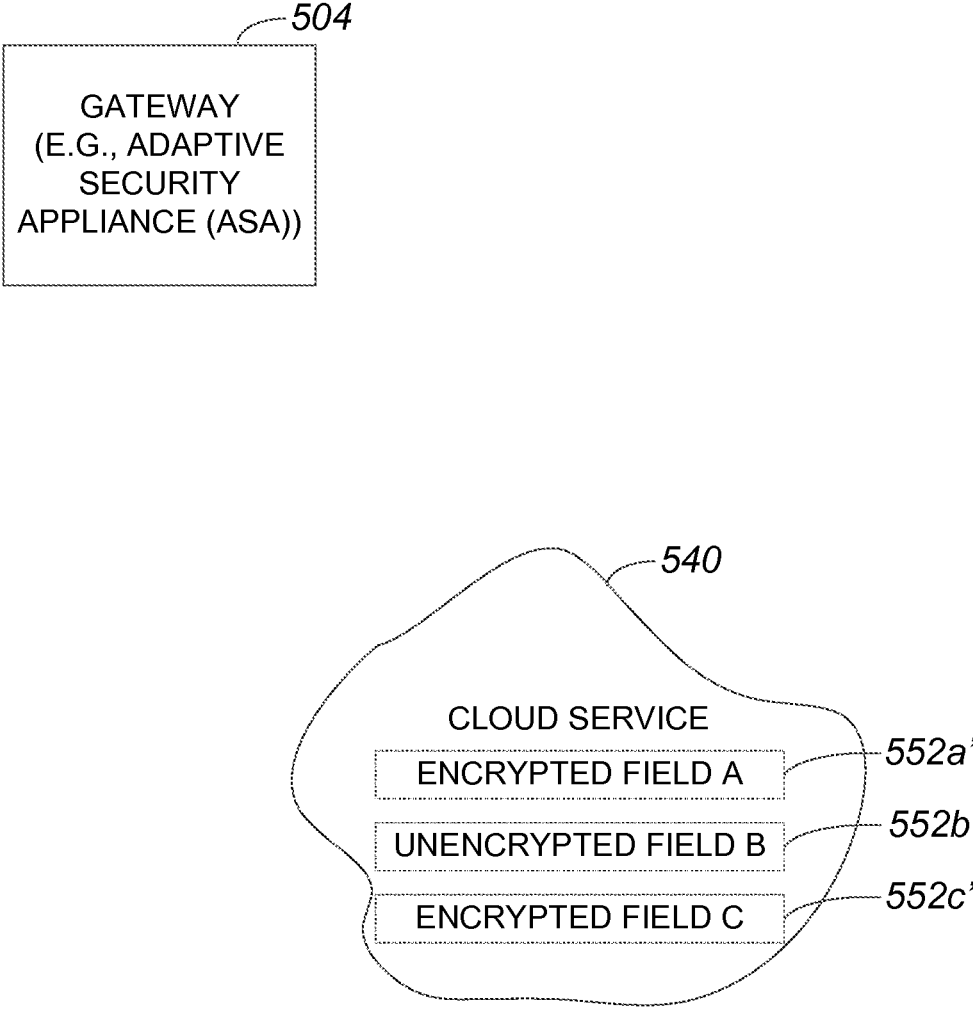 504
GATEWAY
(E.G., ADAPTIVE
SECURITY
APPLIANCE (ASA))
540
CLOUD SERVICE
ENCRYPTED FIELD A
552a'
UNENCRYPTED FIELD B
552b
ENCRYPTED FIELD C
552c'